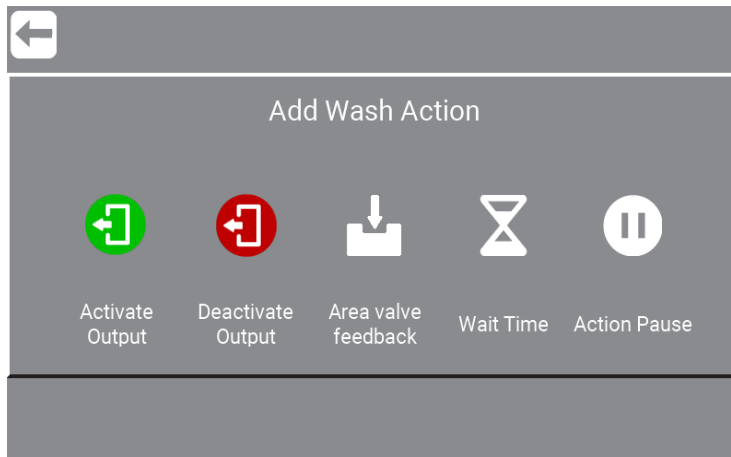 Add Wash Action
Activate
Output
Deactivate
Output
Area valve
feedback
Wait Time
Action Pause